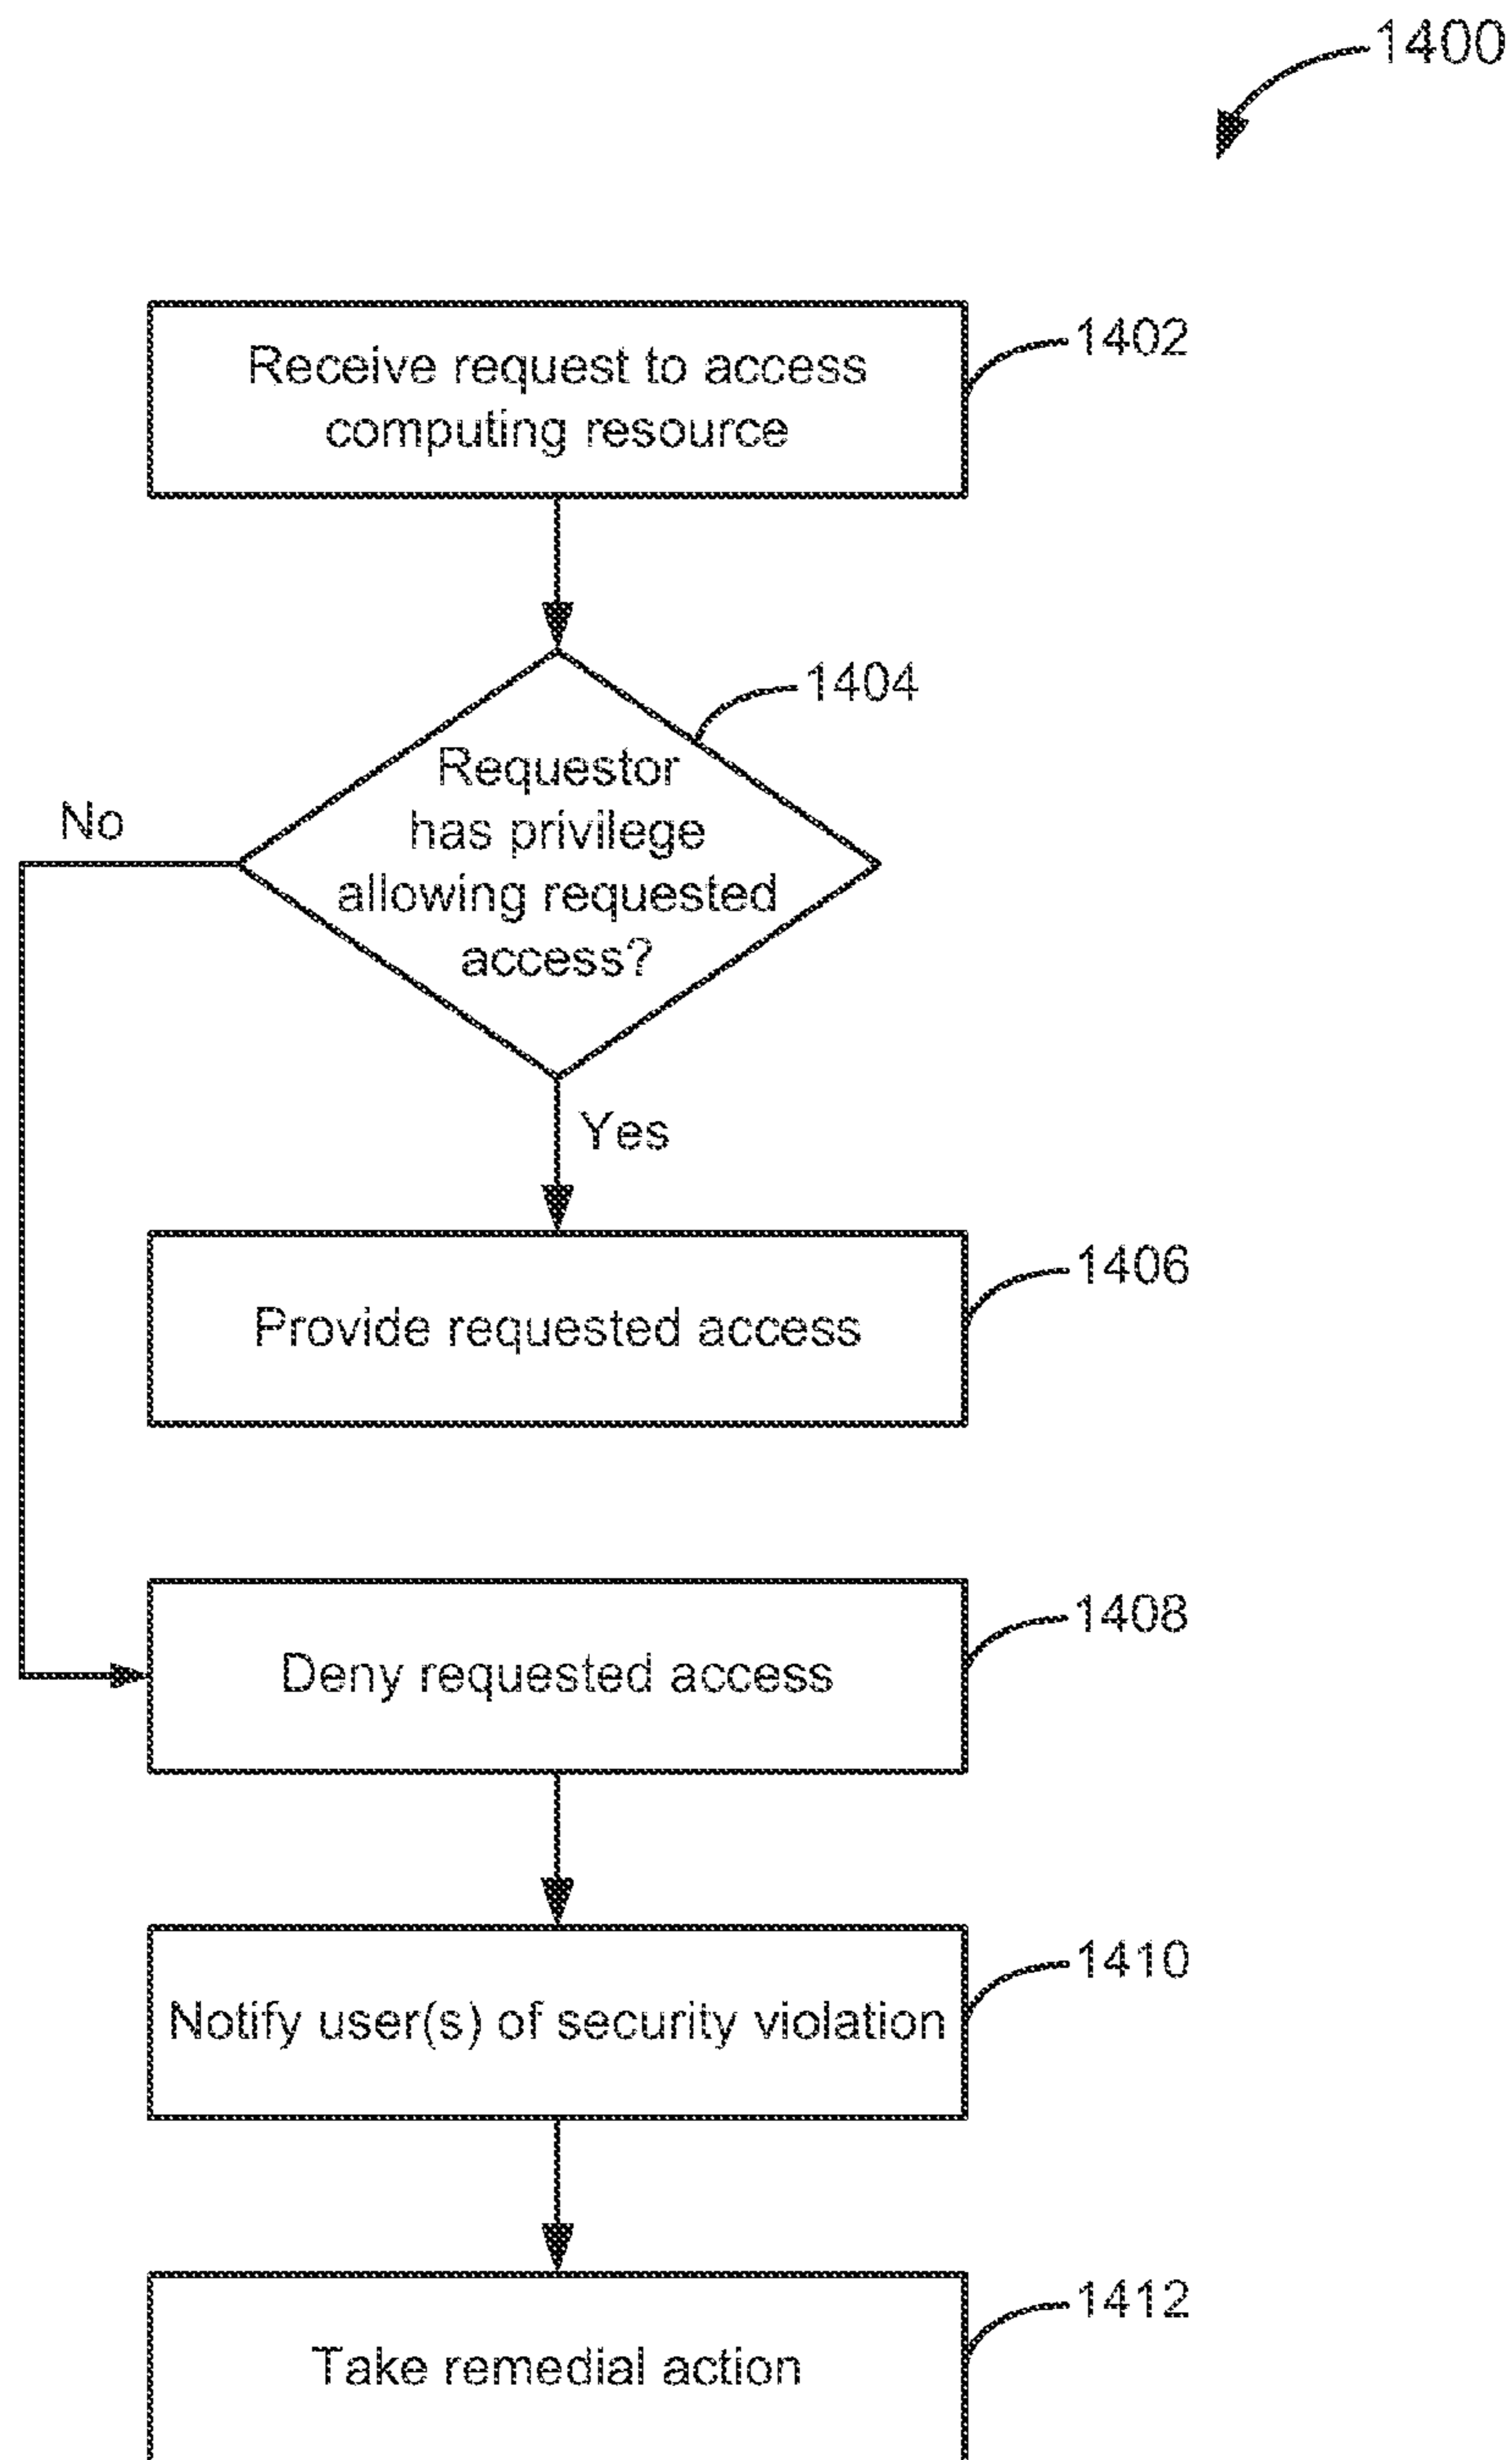 1400
Receive request to access
computing resource
1402
1404
Requestor
has privilege
allowing requested
access?
No
Yes
Provide requested access
1406
Deny requested access
1408
Notify user(s) of security violation
1410
Take remedial action
1412